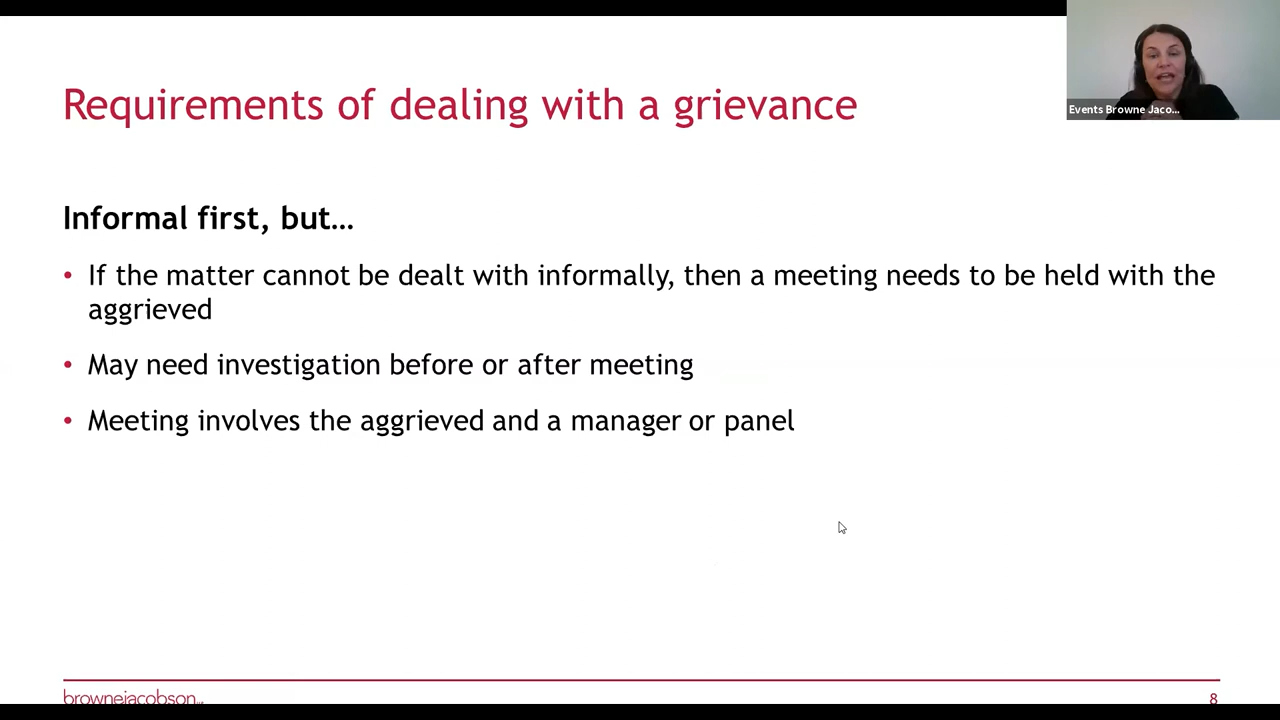 Requirements of dealing with a grievance
Events Browne Jaco...
Informal first, but…
• If the matter cannot be dealt with informally, then a meeting needs to be held with the
aggrieved
• May need investigation before or after meeting
• Meeting involves the aggrieved and a manager or panel
brownejacobson
8